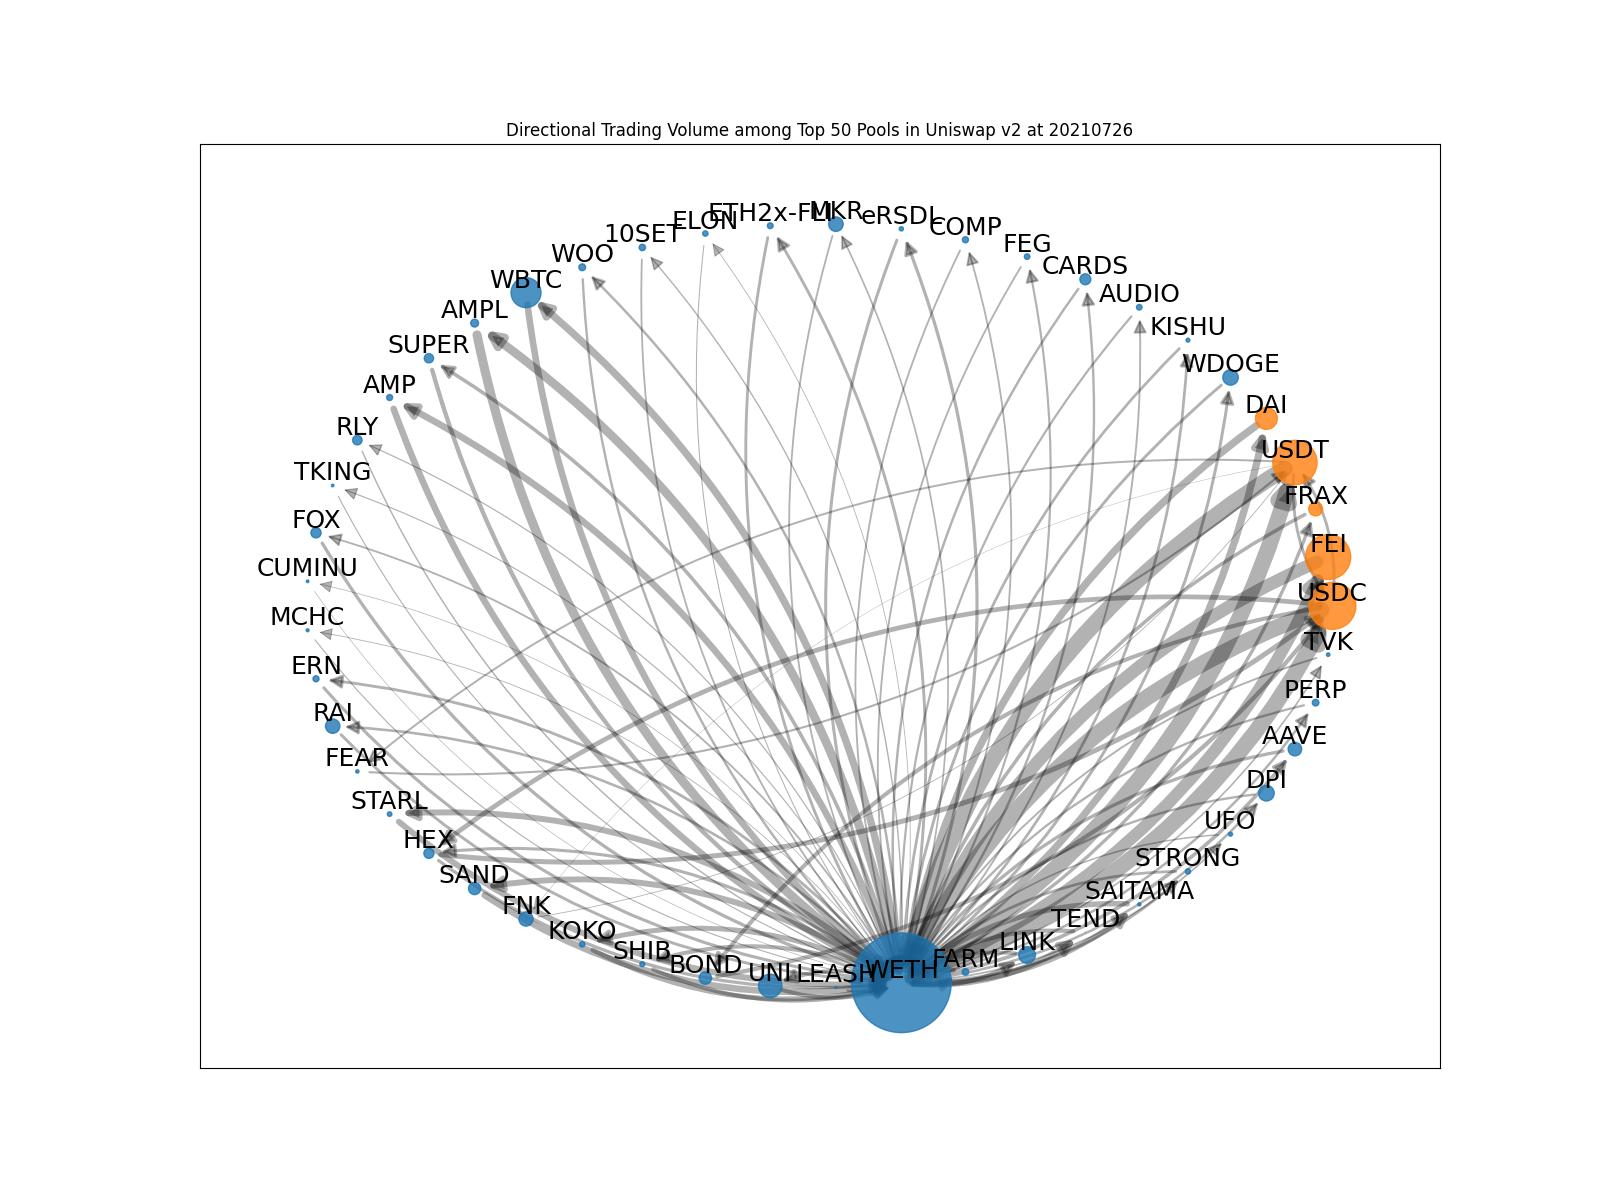 Directional Trading Volume among Top 50 Pools in Uniswap v2 at 20210726
ETH2x-FLI
MKR
eRSDL
ELON
COMP
10SET
FEG
WOO
CARDS
WBTC
AUDIO
AMPL
KISHU
SUPER
WDOGE
AMP
DAI
RLY
USDT
TKING
FRAX
FOX
FEI
CUMINU
USDC
MCHC
TVK
ERN
PERP
RAI
AAVE
FEAR
DPI
STARL
UFO
HEX
STRONG
SAND
SAITAMA
FNK
TEND
KOKO
LINK
SHIB
FARM
BOND
UNI
LEASH
WETH